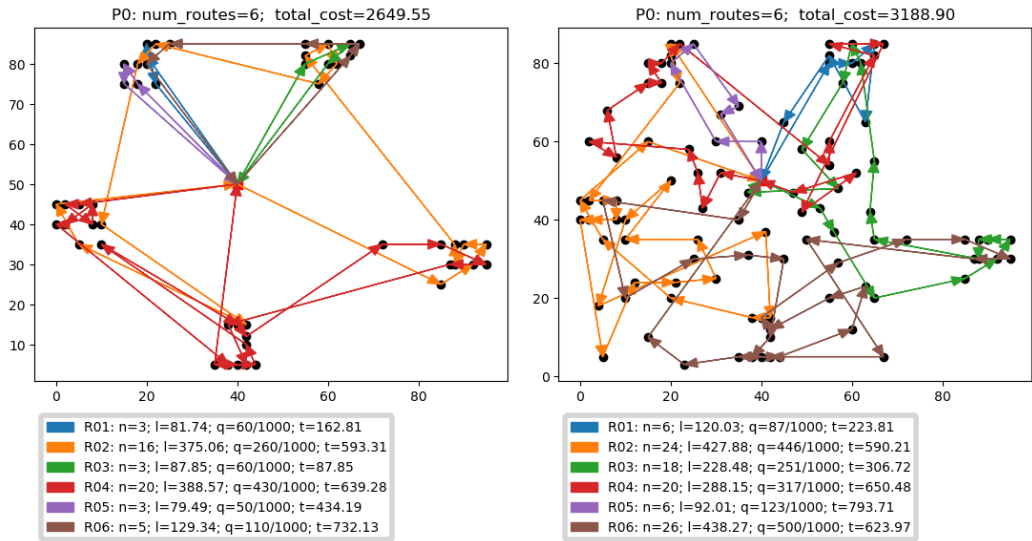 P0: num_routes=6;  total_cost=2649.55
80
70
60
50
40
30
20
10
0
20
40
60
80
R01: n=3; l=81.74; q=60/1000; t=162.81
R02: n=16; l=375.06; q=260/1000; t=593.31
R03: n=3; l=87.85; q=60/1000; t=87.85
R04: n=20; l=388.57; q=430/1000; t=639.28
R05: n=3; l=79.49; q=50/1000; t=434.19
R06: n=5; l=129.34; q=110/1000; t=732.13
P0: num_routes=6;  total_cost=3188.90
80
60
40
20
0
0
20
40
60
80
R01: n=6; l=120.03; q=87/1000; t=223.81
R02: n=24; l=427.88; q=446/1000; t=590.21
R03: n=18; l=228.48; q=251/1000; t=306.72
R04: n=20; l=288.15; q=317/1000; t=650.48
R05: n=6; l=92.01; q=123/1000; t=793.71
R06: n=26; l=438.27; q=500/1000; t=623.97